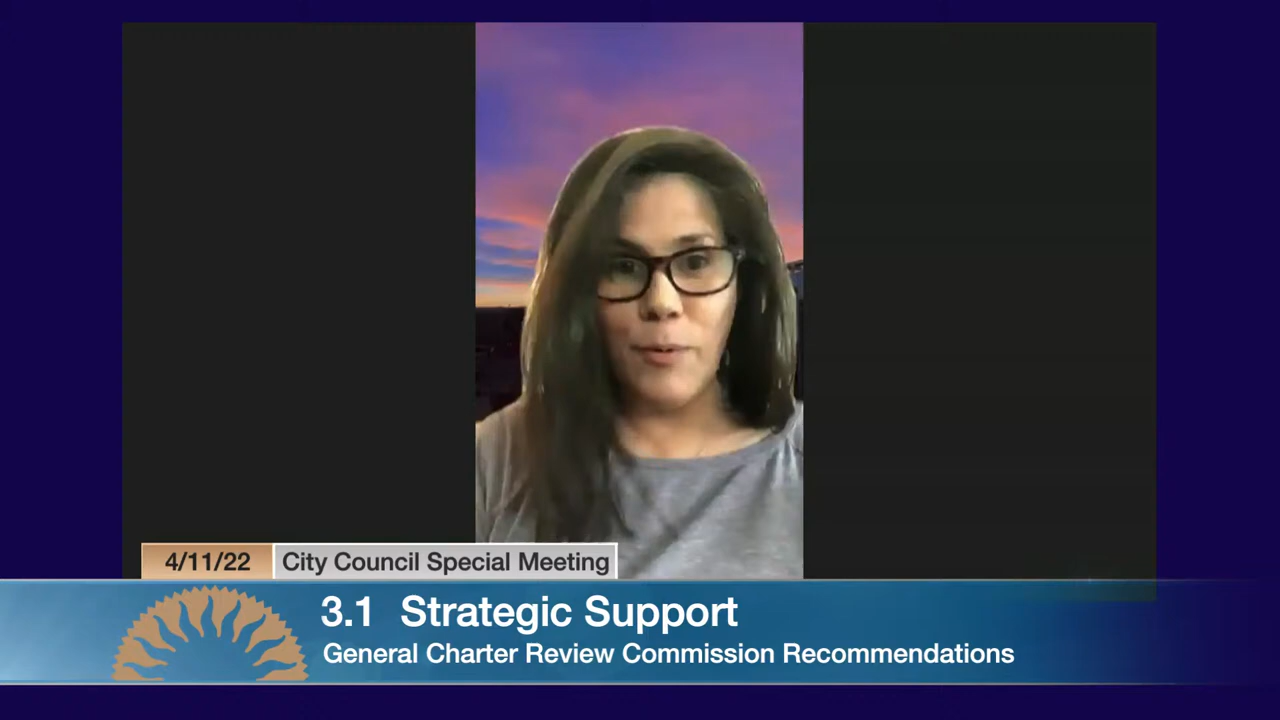 4/11/22 City Council Special Meeting
3.1 Strategic Support
General Charter Review Commission Recommendations